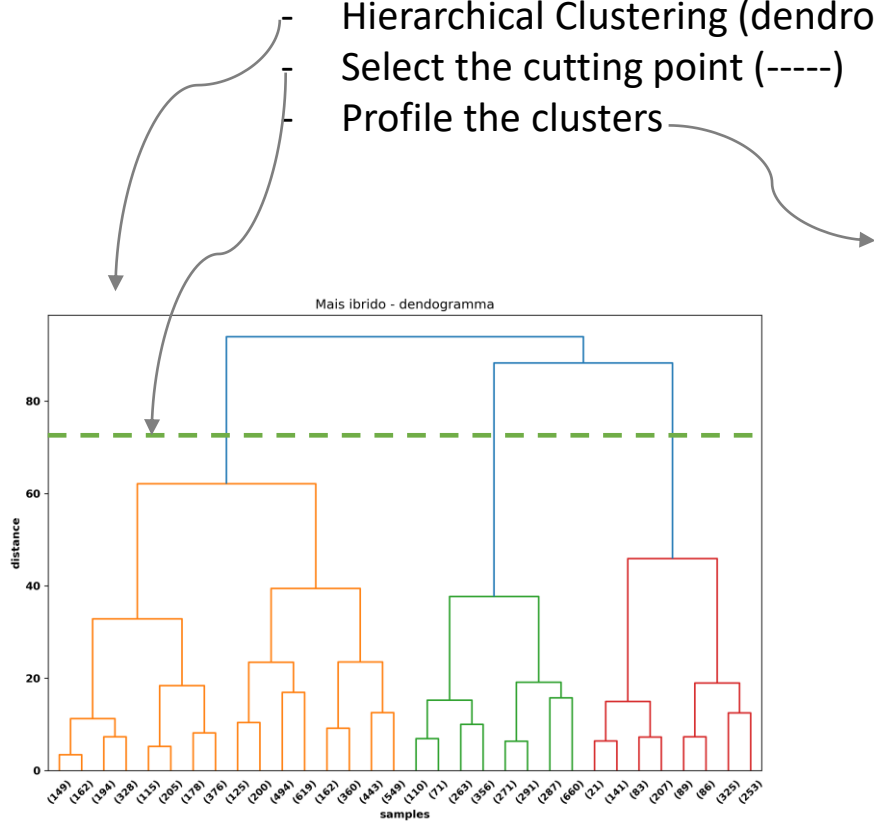 - Hierarchical Clustering (dendro
- Select the cutting point (-----)
- Profile the clusters
Mais ibrido - dendogramma
distance
80
60
40
20
0
(149) (162) (194) (328) (115) (205) (178) (376) (125) (200) (494) (619) (162) (360) (443) (549) (110) (71) (263) (356) (271) (291) (287) (660) (21) (141) (83) (207) (89) (86) (325) (253)
samples